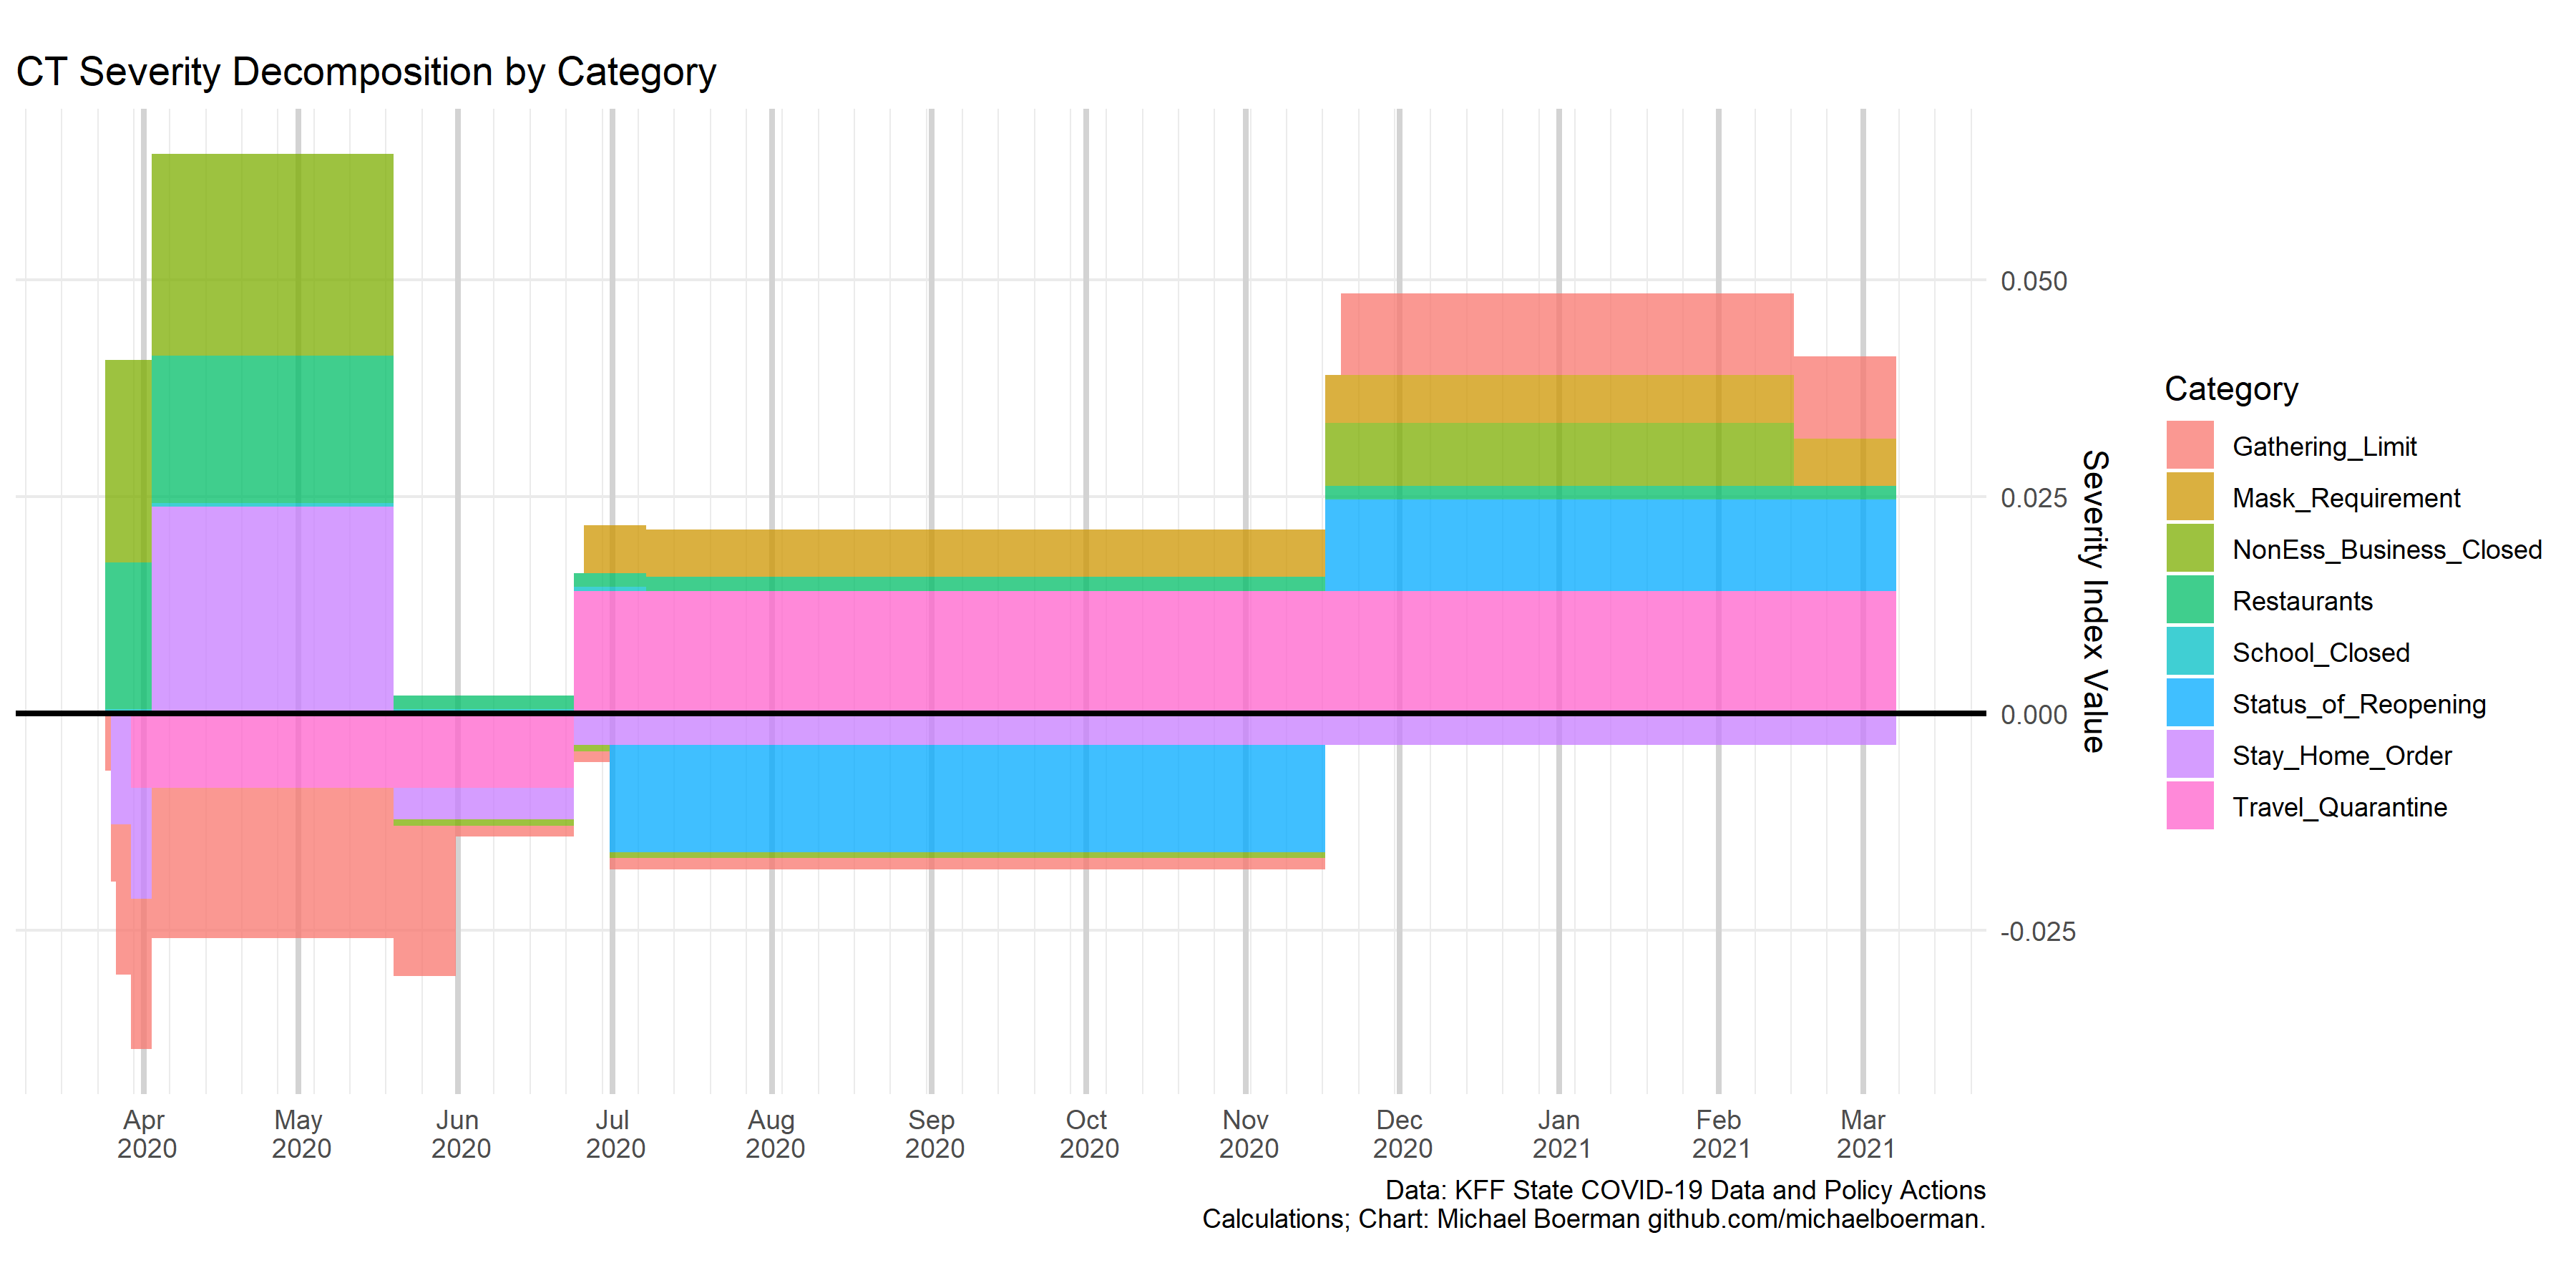 CT Severity Decomposition by Category
0.050
0.025
0.000
-0.025
Severity Index Value
Apr
2020
May
2020
Jun
2020
Jul
2020
Aug
2020
Sep
2020
Oct
2020
Nov
2020
Dec
2020
Jan
2021
Feb
2021
Mar
2021
Category
Gathering_Limit
Mask_Requirement
NonEss_Business_Closed
Restaurants
School_Closed
Status_of_Reopening
Stay_Home_Order
Travel_Quarantine
Data: KFF State COVID-19 Data and Policy Actions
Calculations; Chart: Michael Boerman github.com/michaelboerman.